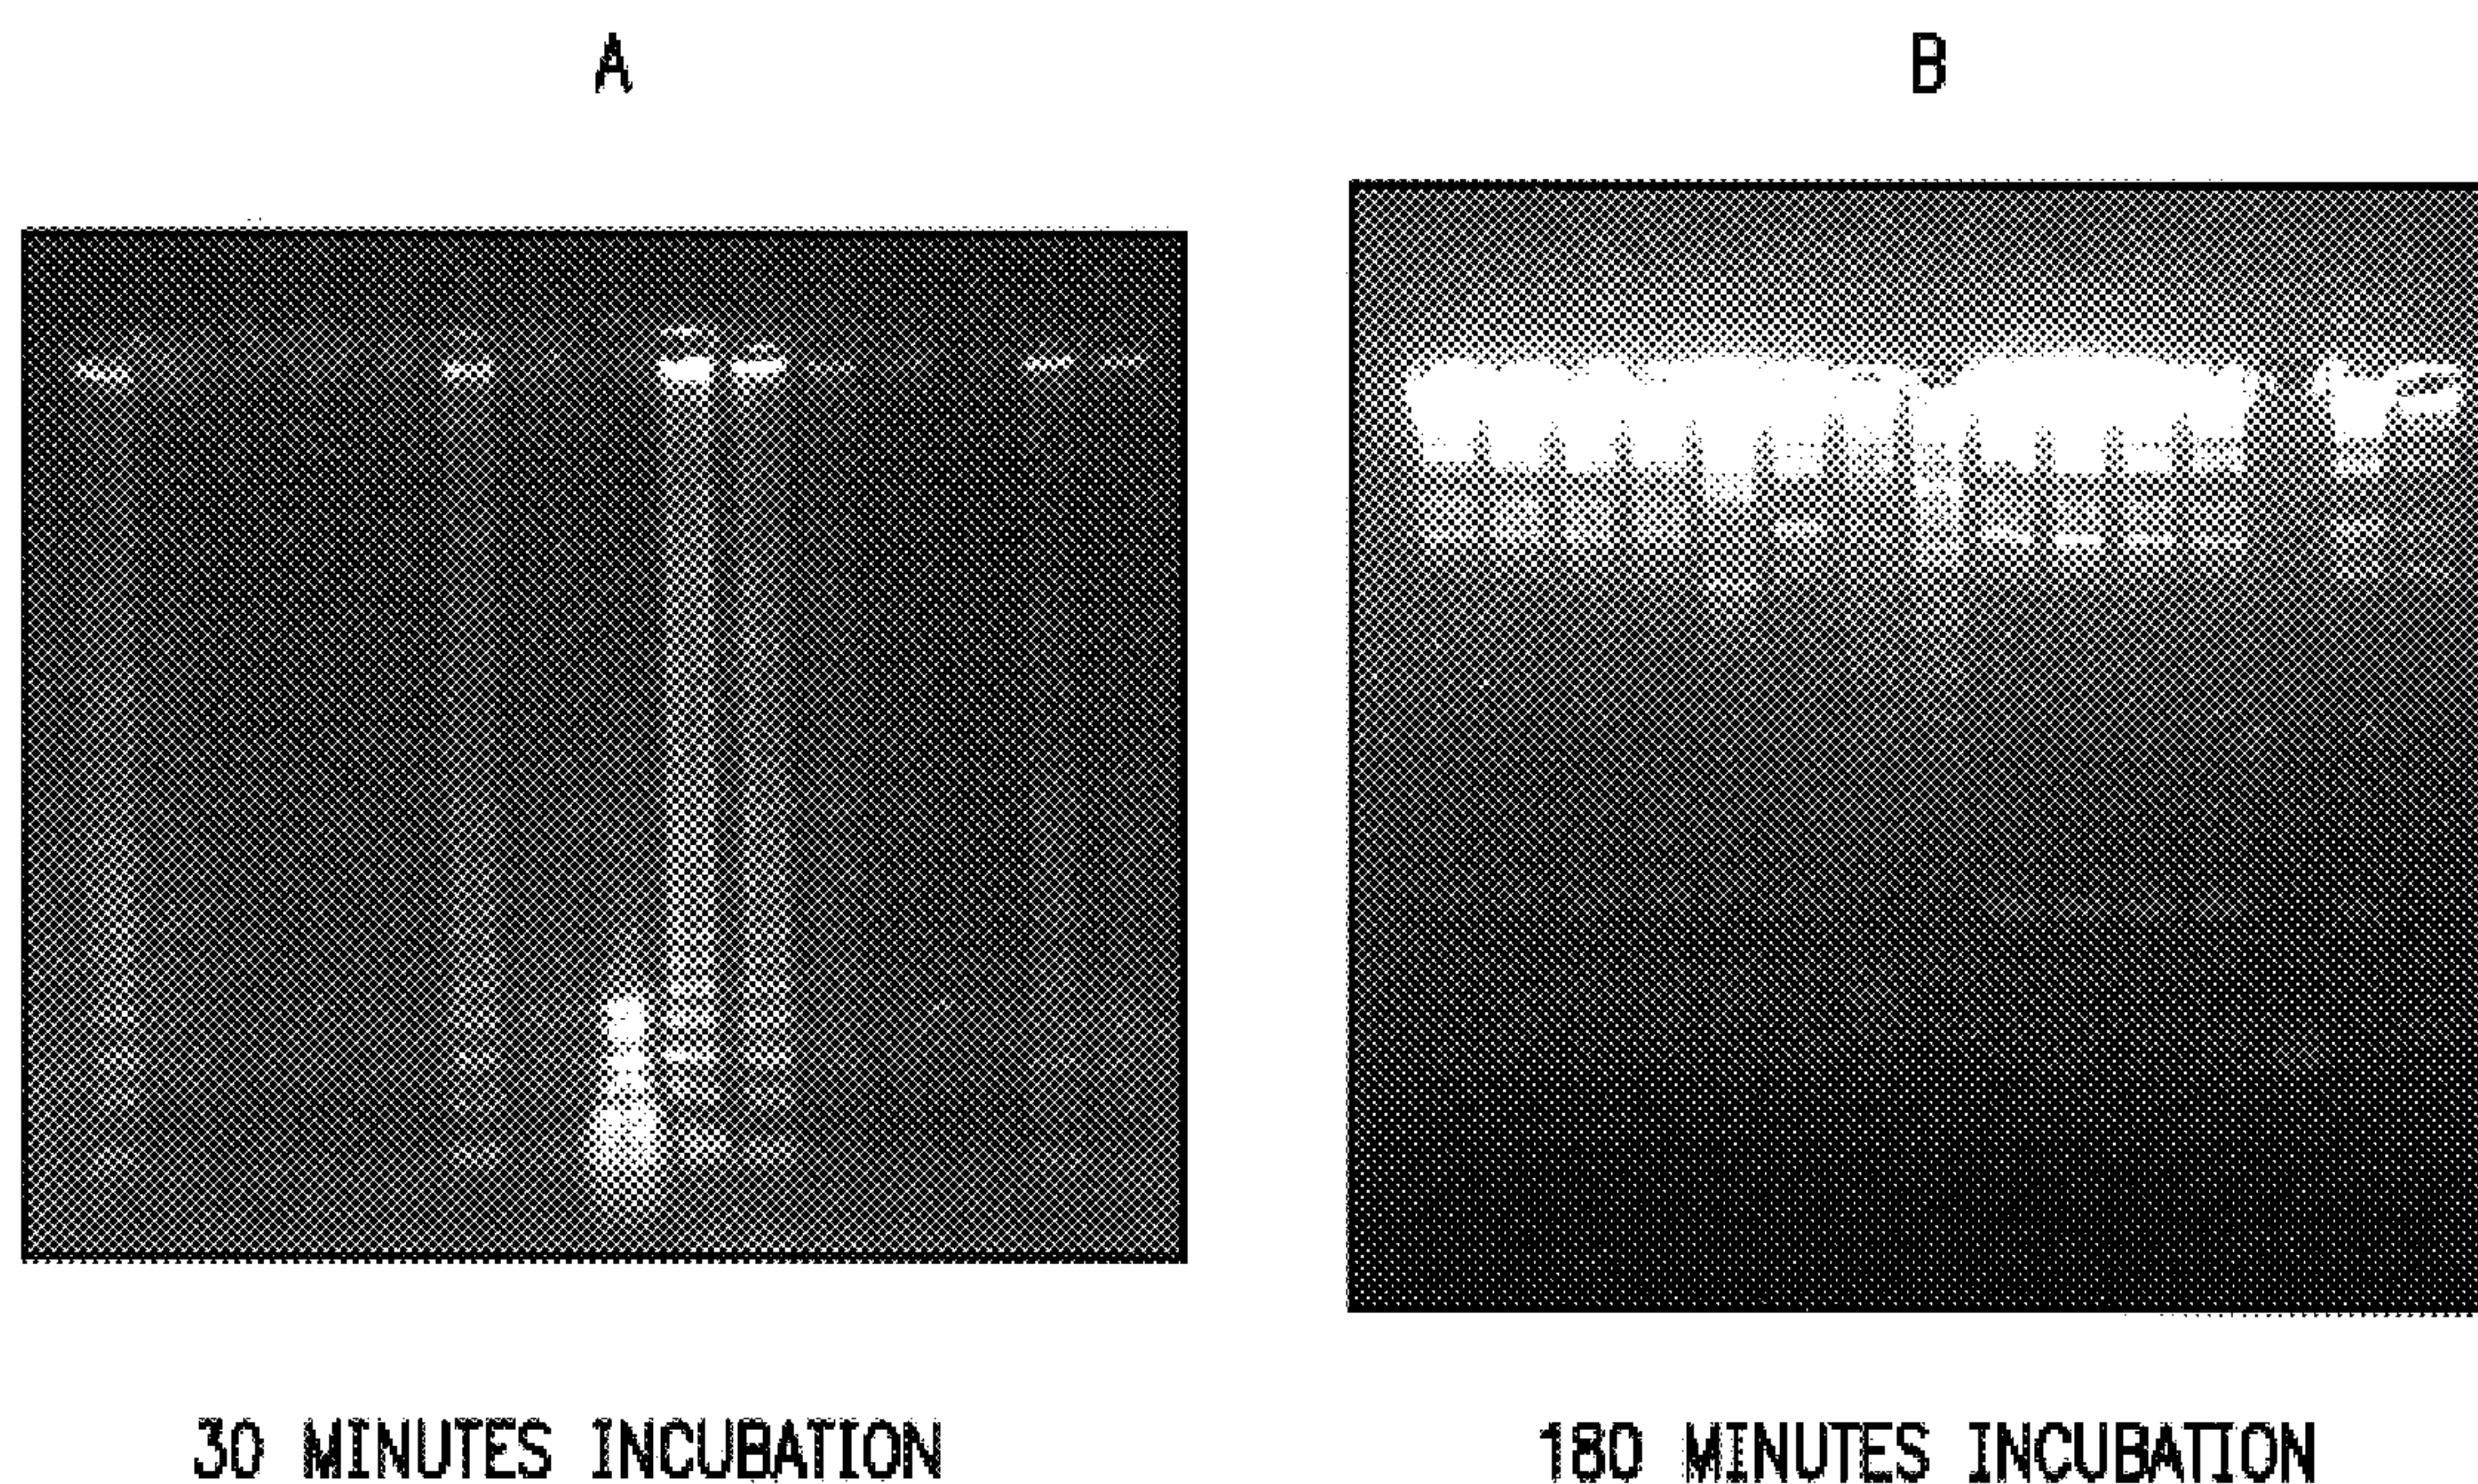 A
B
30 MINUTES INCUBATION
180 MINUTES INCUBATION